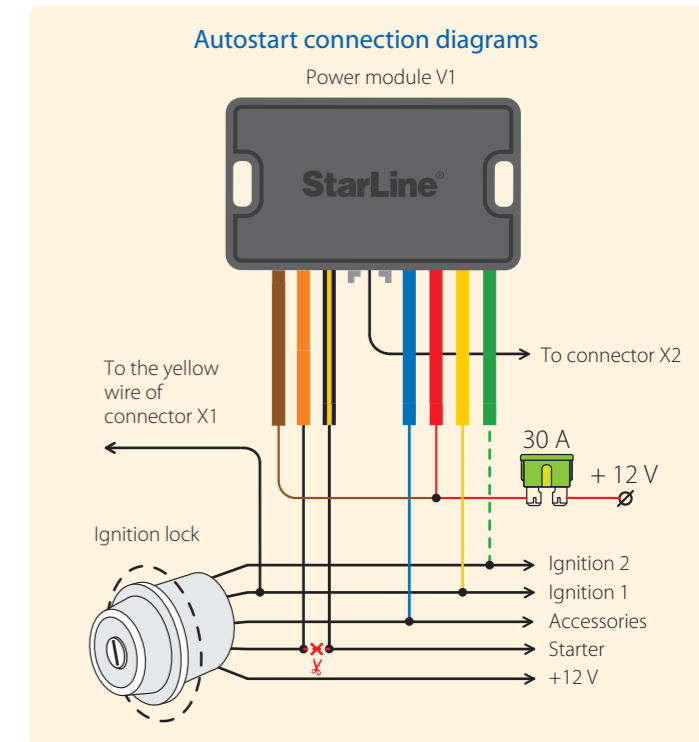 Autostart connection diagrams
Power module V1
StarLine®
To connector X2
To the yellow
wire of
connector X1
30 A
+ 12 V
Ignition lock
Ignition 2
Ignition 1
Accessories
Starter
+12 V